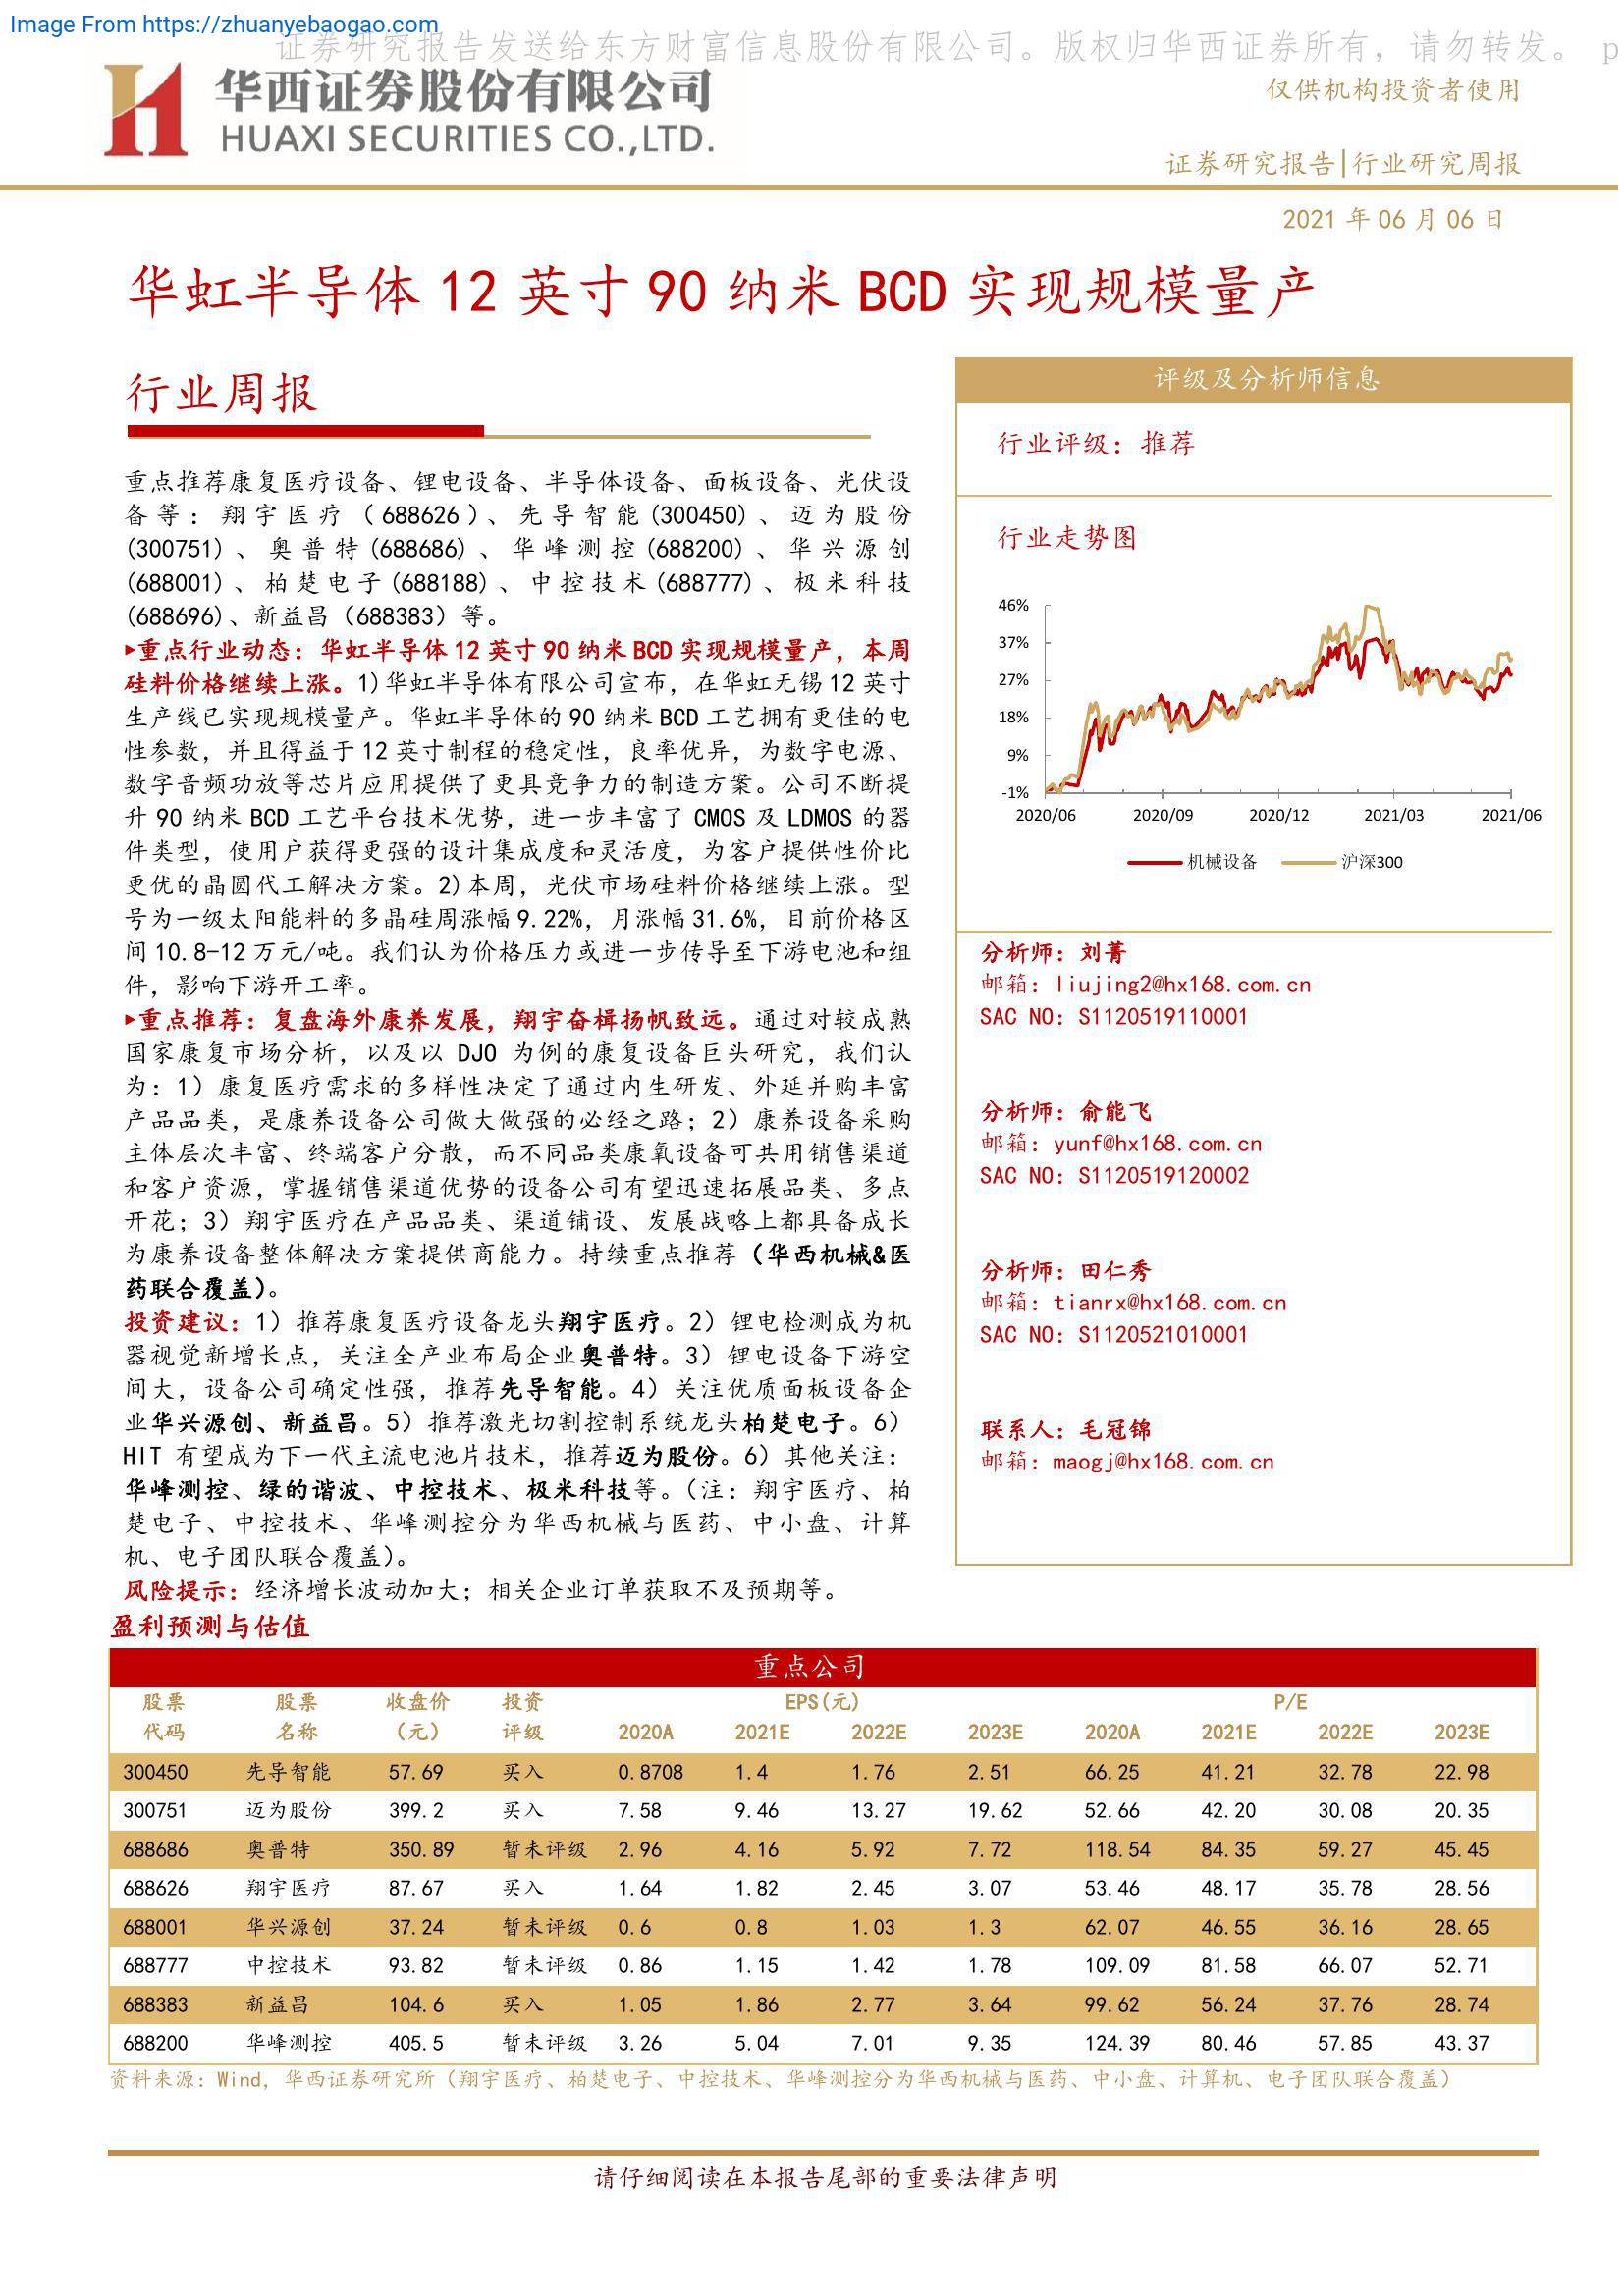 Image From https://zhuanyebaogao.com
证券研究报告发送给东方财富信息股份有限公司。版权归华西证券所有，请勿转发。 p
华西证券股份有限公司
HUAXI SECURITIES CO.,LTD.
仅供机构投资者使用
证券研究报告|行业研究周报
2021 年 06 月 06 日
华虹半导体 12 英寸 90 纳米 BCD 实现规模量产
行业周报
重点推荐康复医疗设备、锂电设备、半导体设备、面板设备、光伏设
备等：翔宇医疗（688626）、先导智能(300450)、迈为股份
(300751)、奥普特(688686)、华峰测控(688200)、华兴源创
(688001)、柏楚电子(688188)、中控技术(688777)、极米科技
(688696)、新益昌（688383）等。
▸重点行业动态：华虹半导体 12 英寸 90 纳米 BCD 实现规模量产，本周
硅料价格继续上涨。1)华虹半导体有限公司宣布，在华虹无锡 12 英寸
生产线已实现规模量产。华虹半导体的 90 纳米 BCD 工艺拥有更佳的电
性参数，并且得益于 12 英寸制程的稳定性，良率优异，为数字电源、
数字音频功放等芯片应用提供了更具竞争力的制造方案。公司不断提
升 90 纳米 BCD 工艺平台技术优势，进一步丰富了 CMOS 及 LDMOS 的器
件类型，使用户获得更强的设计集成度和灵活度，为客户提供性价比
更优的晶圆代工解决方案。2)本周，光伏市场硅料价格继续上涨。型
号为一级太阳能料的多晶硅周涨幅 9.22%，月涨幅 31.6%，目前价格区
间 10.8-12 万元/吨。我们认为价格压力或进一步传导至下游电池和组
件，影响下游开工率。
▸重点推荐：复盘海外康养发展，翔宇奋楫扬帆致远。通过对较成熟
国家康复市场分析，以及以 DJO 为例的康复设备巨头研究，我们认
为：1）康复医疗需求的多样性决定了通过内生研发、外延并购丰富
产品品类，是康养设备公司做大做强的必经之路；2）康养设备采购
主体层次丰富、终端客户分散，而不同品类康氧设备可共用销售渠道
和客户资源，掌握销售渠道优势的设备公司有望迅速拓展品类、多点
开花；3）翔宇医疗在产品品类、渠道铺设、发展战略上都具备成长
为康养设备整体解决方案提供商能力。持续重点推荐（华西机械&医
药联合覆盖）。
投资建议：1）推荐康复医疗设备龙头翔宇医疗。2）锂电检测成为机
器视觉新增长点，关注全产业布局企业奥普特。3）锂电设备下游空
间大，设备公司确定性强，推荐先导智能。4）关注优质面板设备企
业华兴源创、新益昌。5）推荐激光切割控制系统龙头柏楚电子。6）
HIT 有望成为下一代主流电池片技术，推荐迈为股份。6）其他关注：
华峰测控、绿的谐波、中控技术、极米科技等。（注：翔宇医疗、柏
楚电子、中控技术、华峰测控分为华西机械与医药、中小盘、计算
机、电子团队联合覆盖）。
风险提示：经济增长波动加大；相关企业订单获取不及预期等。
评级及分析师信息
行业评级：推荐
行业走势图
46%
37%
27%
18%
9%
-1%
2020/06 2020/09 2020/12 2021/03 2021/06
机械设备 沪深300
分析师：刘菁
邮箱：liujing2@hx168.com.cn
SAC NO：S1120519110001
分析师：俞能飞
邮箱：yunf@hx168.com.cn
SAC NO：S1120519120002
分析师：田仁秀
邮箱：tianrx@hx168.com.cn
SAC NO：S1120521010001
联系人：毛冠锦
邮箱：maogj@hx168.com.cn
盈利预测与估值
重点公司
股票 股票 收盘价 投资 EPS(元) P/E
代码 名称 （元） 评级 2020A 2021E 2022E 2023E 2020A 2021E 2022E 2023E
300450 先导智能 57.69 买入 0.8708 1.4 1.76 2.51 66.25 41.21 32.78 22.98
300751 迈为股份 399.2 买入 7.58 9.46 13.27 19.62 52.66 42.20 30.08 20.35
688686 奥普特 350.89 暂未评级 2.96 4.16 5.92 7.72 118.54 84.35 59.27 45.45
688626 翔宇医疗 87.67 买入 1.64 1.82 2.45 3.07 53.46 48.17 35.78 28.56
688001 华兴源创 37.24 暂未评级 0.6 0.8 1.03 1.3 62.07 46.55 36.16 28.65
688777 中控技术 93.82 暂未评级 0.86 1.15 1.42 1.78 109.09 81.58 66.07 52.71
688383 新益昌 104.6 买入 1.05 1.86 2.77 3.64 99.62 56.24 37.76 28.74
688200 华峰测控 405.5 暂未评级 3.26 5.04 7.01 9.35 124.39 80.46 57.85 43.37
资料来源：Wind，华西证券研究所（翔宇医疗、柏楚电子、中控技术、华峰测控分为华西机械与医药、中小盘、计算机、电子团队联合覆盖）
请仔细阅读在本报告尾部的重要法律声明